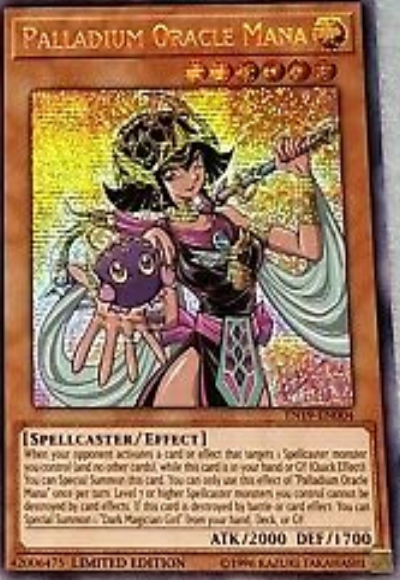 PALLADIUM ORACLE MANA
TN19-EN004
[SPELLCASTER/EFFECT]
When your opponent activates a card or effect that targets 1 Spellcaster monster
you control (and no other cards), while this card is in your hand or GY (Quick Effect):
You can Special Summon this card. You can only use this effect of "Palladium Oracle
Mana" once per turn. Level 7 or higher Spellcaster monsters you control cannot be
destroyed by card effects. If this card is destroyed by battle or card effect: You can
Special Summon 1 "Dark Magician Girl" from your hand, Deck, or GY.
ATK/2000 DEF/1700
42006475 LIMITED EDITION ©1996 KAZUKI TAKAHASHI